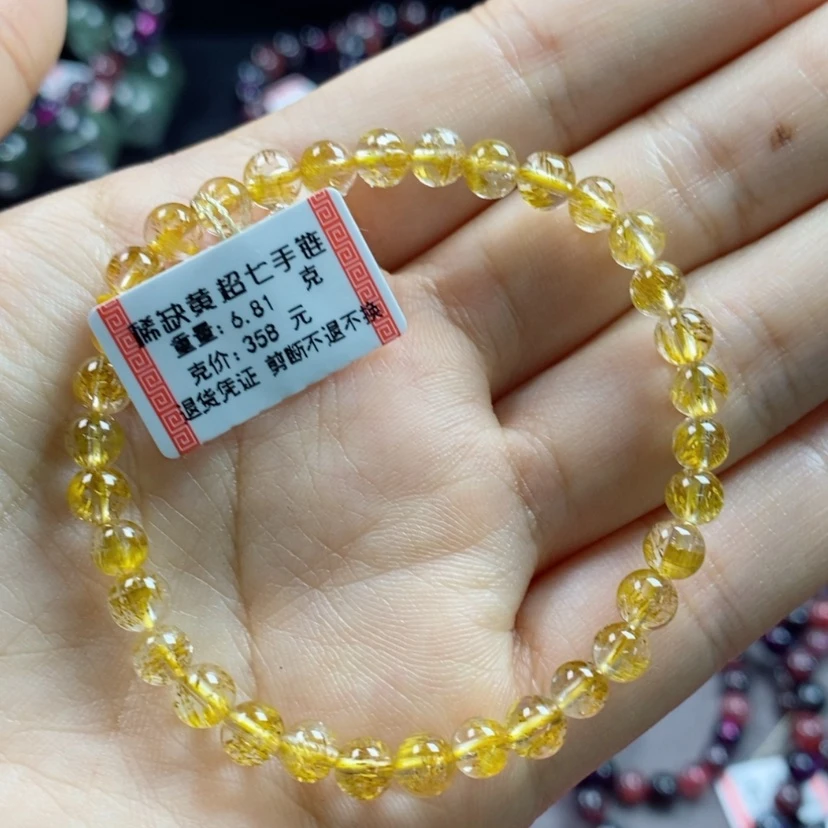 稀缺黄超七手链
重量: 6.81 克
克价: 358 元
退货凭证 剪断不退不换